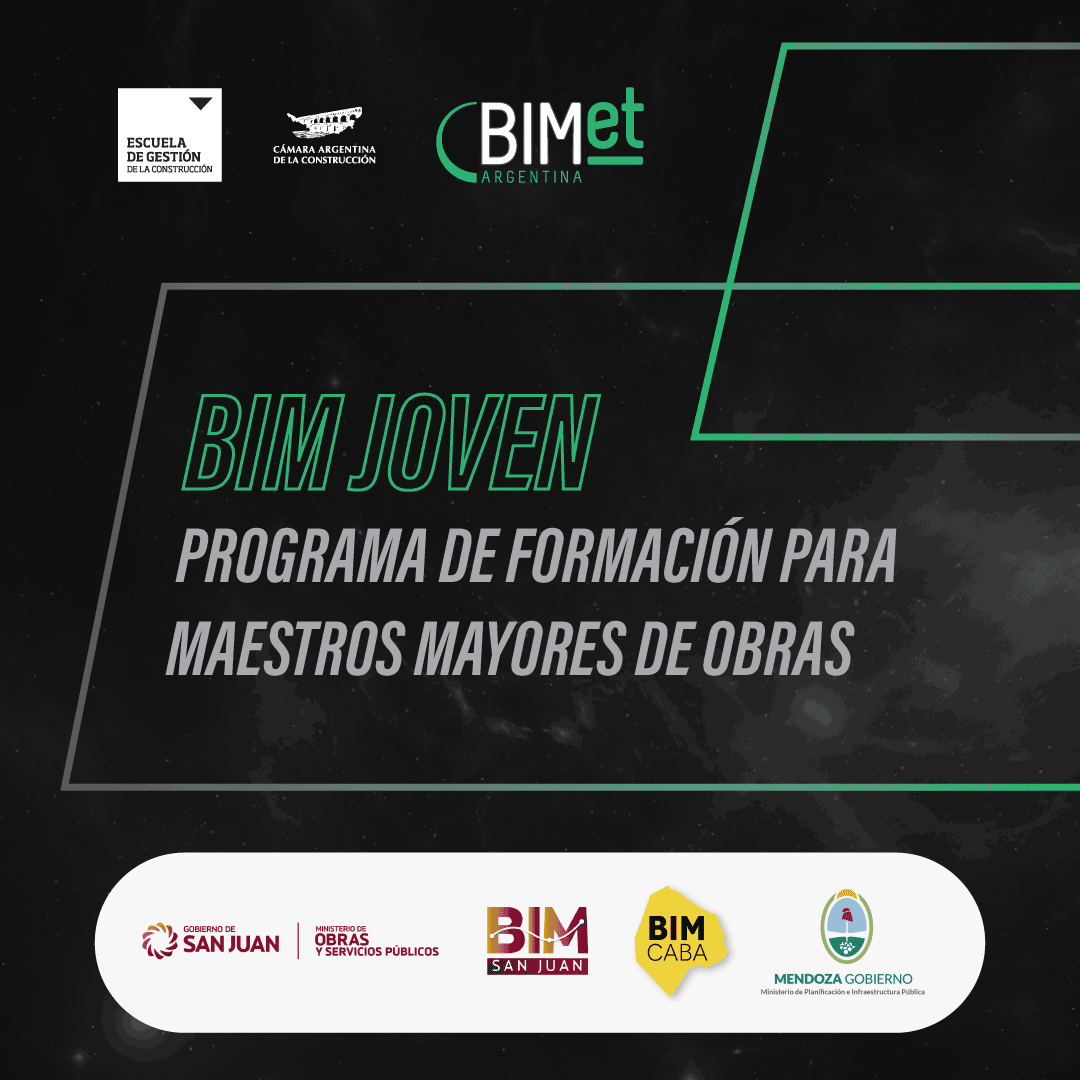 ESCUELA
DE GESTIÓN
DE LA CONSTRUCCIÓN
CÁMARA ARGENTINA
DE LA CONSTRUCCIÓN
BIMet
ARGENTINA
BIM JOVEN
PROGRAMA DE FORMACIÓN PARA
MAESTROS MAYORES DE OBRAS
GOBIERNO DE
SAN JUAN
MINISTERIO DE
OBRAS
Y SERVICIOS PÚBLICOS
BIM
SAN JUAN
BIM
CABA
MENDOZA GOBIERNO
Ministerio de Planificación e Infraestructura Pública